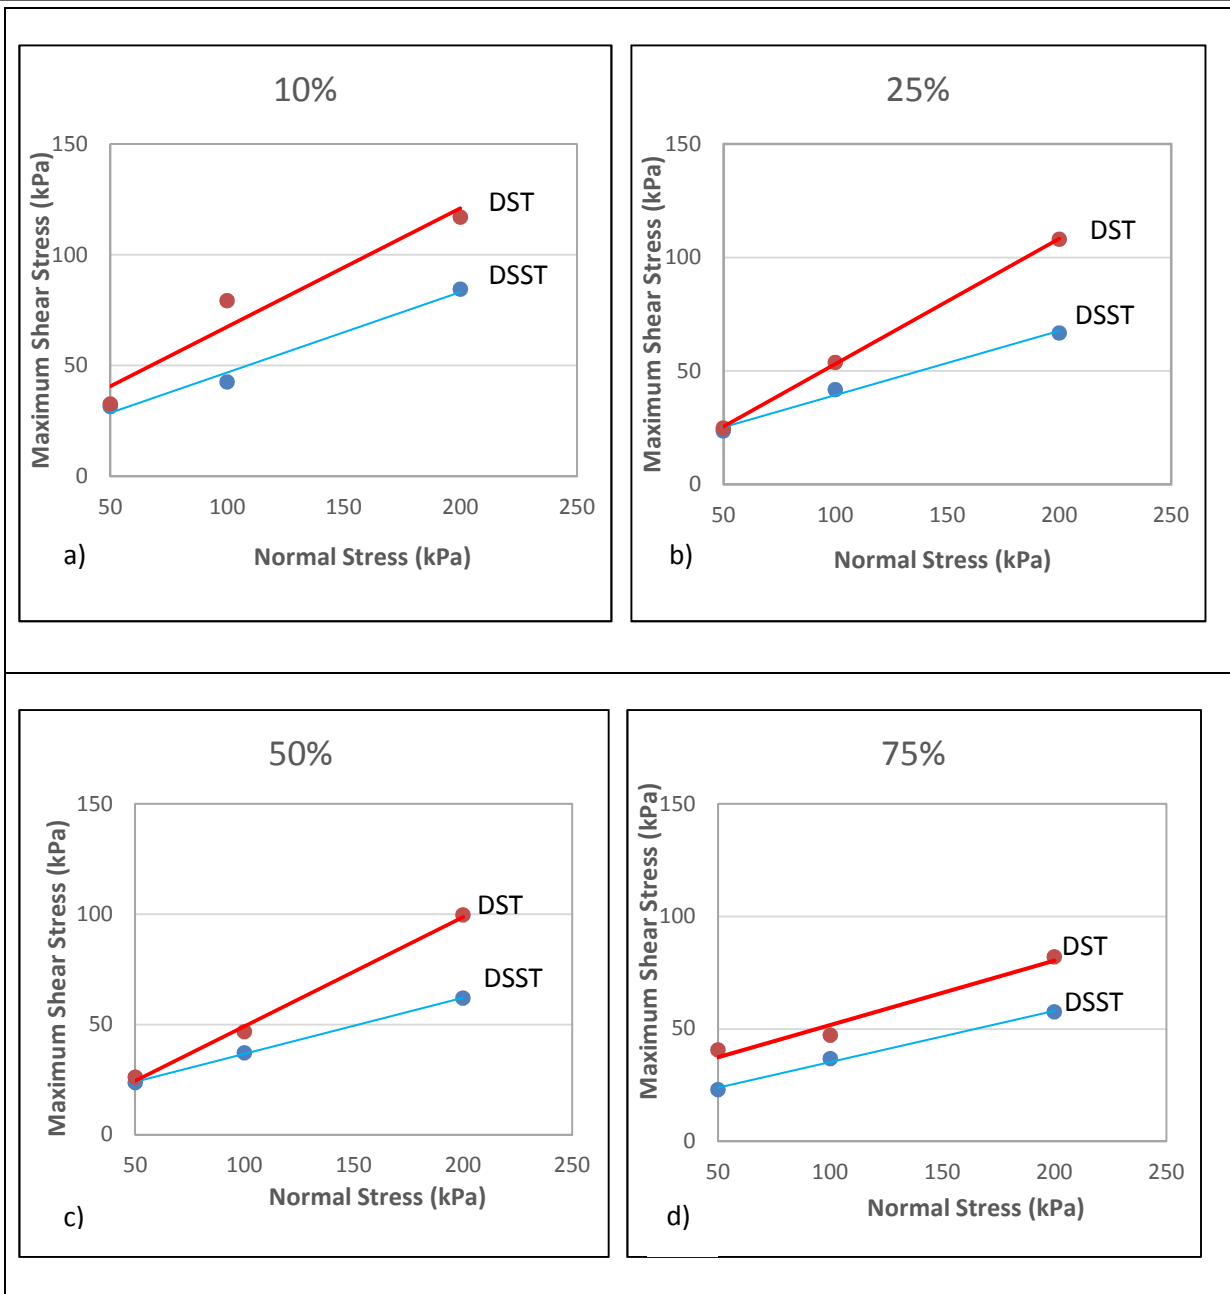 10%
Maximum Shear Stress (kPa)
150
100
50
0
DST
DSST
50 100 150 200 250
Normal Stress (kPa)
a)
25%
Maximum Shear Stress (kPa)
150
100
50
0
DST
DSST
50 100 150 200 250
Normal Stress (kPa)
b)
50%
Maximum Shear Stress (kPa)
150
100
50
0
DST
DSST
50 100 150 200 250
Normal Stress (kPa)
c)
75%
Maximum Shear Stress (kPa)
150
100
50
0
DST
DSST
50 100 150 200 250
Normal Stress (kPa)
d)